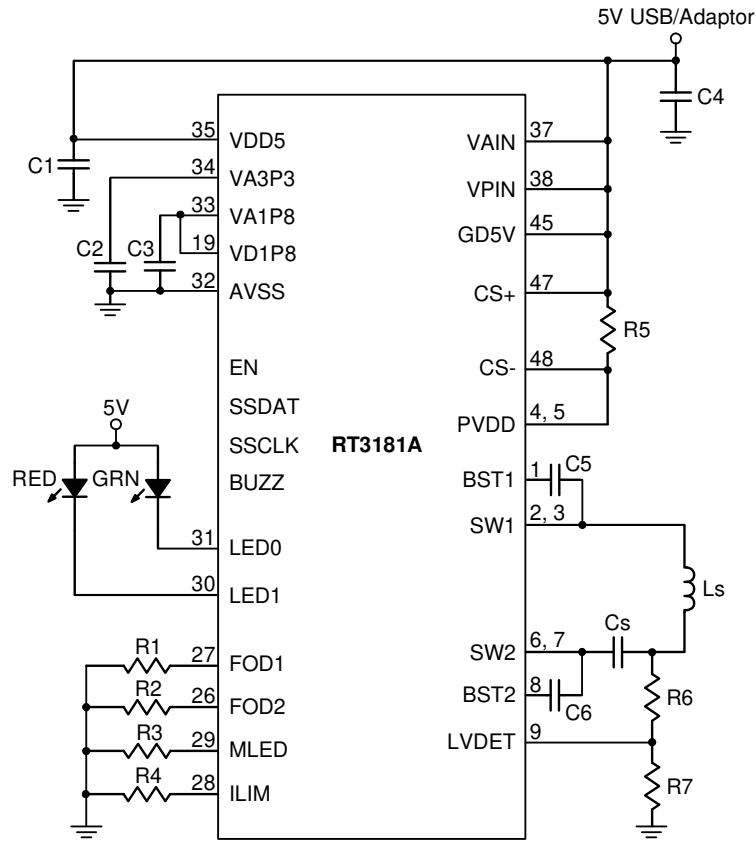 5V USB/Adaptor
C4
C1
35 VDD5
34 VA3P3
33 VA1P8
C2 C3
19 VD1P8
32 AVSS
VAIN 37
VPIN 38
GD5V 45
CS+ 47
R5
CS- 48
PVDD 4, 5
EN
SSDAT
SSCLK
BUZZ
RT3181A
5V
RED GRN
31 LED0
30 LED1
BST1 1 C5
SW1 2, 3
Ls
Cs
SW2 6, 7
BST2 8 C6
R6
LVDET 9
R7
R1 27 FOD1
R2 26 FOD2
R3 29 MLED
R4 28 ILIM